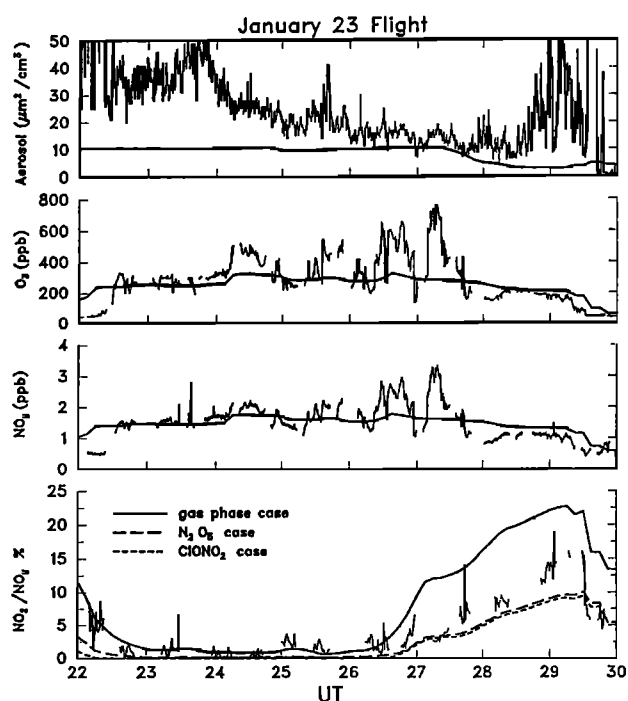 January 23 Flight
Aerosol (μm²/cm³)
50
40
30
20
10
0
O₃ (ppb)
800
600
400
200
0
NOy (ppb)
4
3
2
1
0
NO₂/NOy %
25
20
15
10
5
0
gas phase case
N₂O₅ case
ClONO₂ case
22 23 24 25 26 27 28 29 30
UT